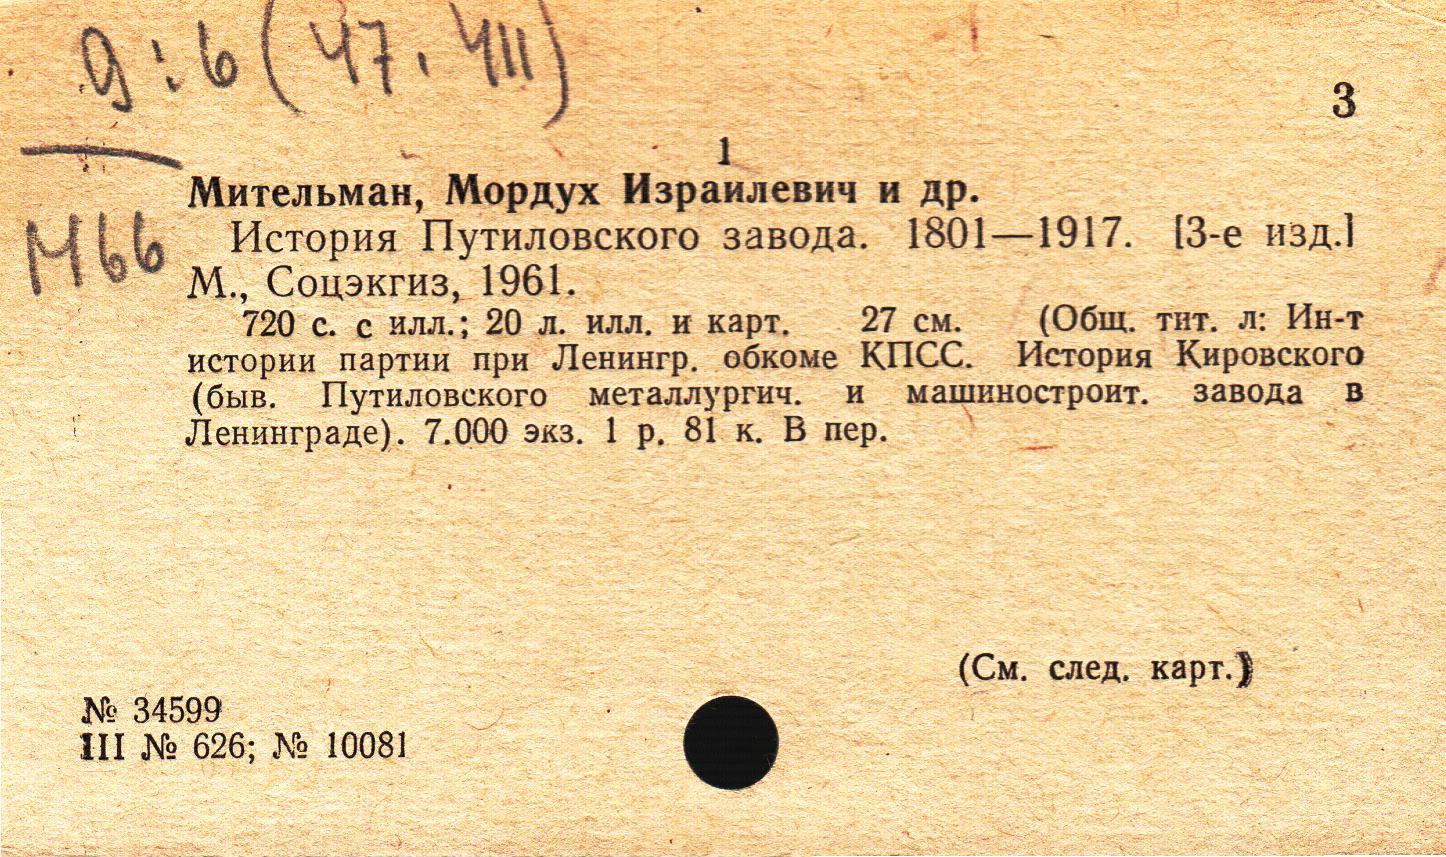 9:6(47.411)
3
1
Мительман, Мордух Израилевич и др.
М66
История Путиловского завода. 1801—1917. [3-е изд.]
М., Соцэкгиз, 1961.
720 с. с илл.; 20 л. илл. и карт. 27 см. (Общ. тит. л: Ин-т
истории партии при Ленингр. обкоме КПСС. История Кировского
(быв. Путиловского металлургич. и машиностроит. завода в
Ленинграде). 7.000 экз. 1 р. 81 к. В пер.
(См. след. карт.)
№ 34599
III № 626; № 10081